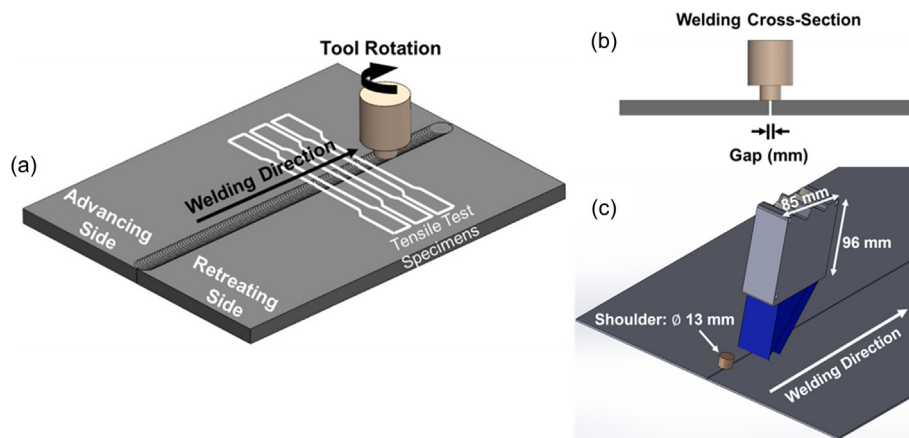 (a)
Tool Rotation
Welding Direction
Advancing
Side
Retreating
Side
Tensile Test
Specimens
(b)
Welding Cross-Section
Gap (mm)
(c)
85 mm
96 mm
Shoulder: ∅ 13 mm
Welding Direction